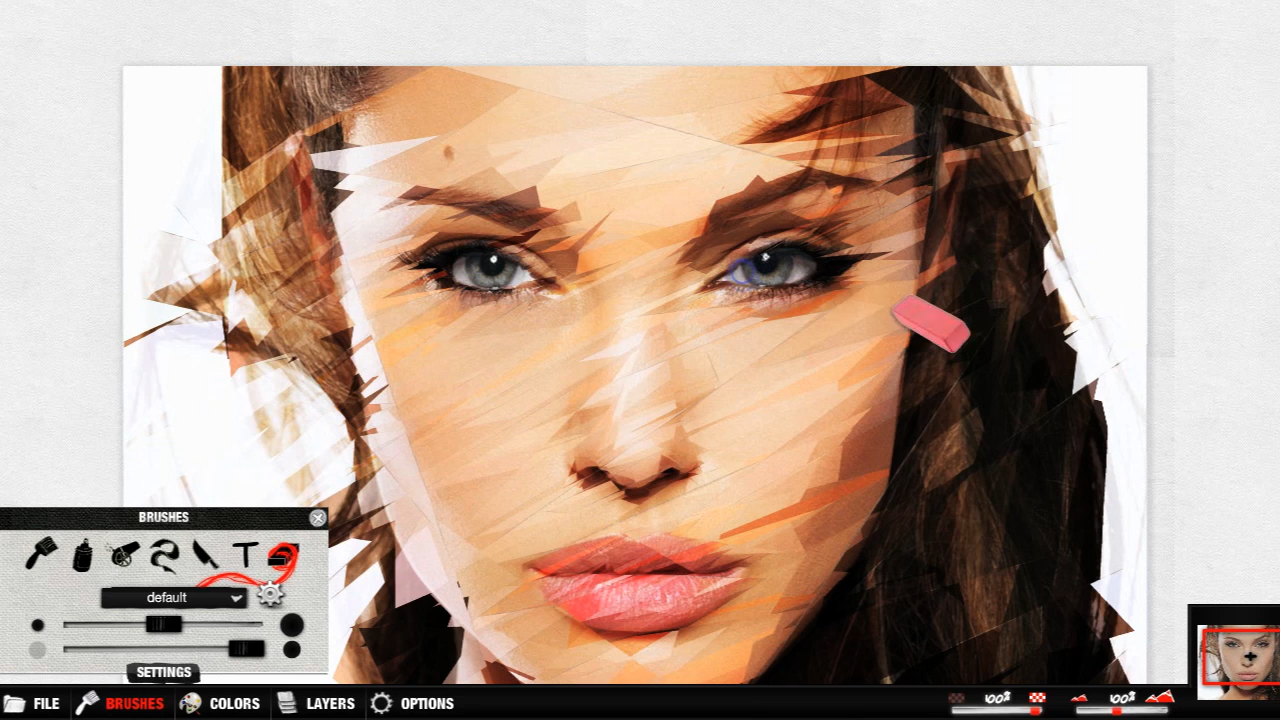 BRUSHES
T
default
SETTINGS
FILE BRUSHES COLORS LAYERS OPTIONS 100% 100%